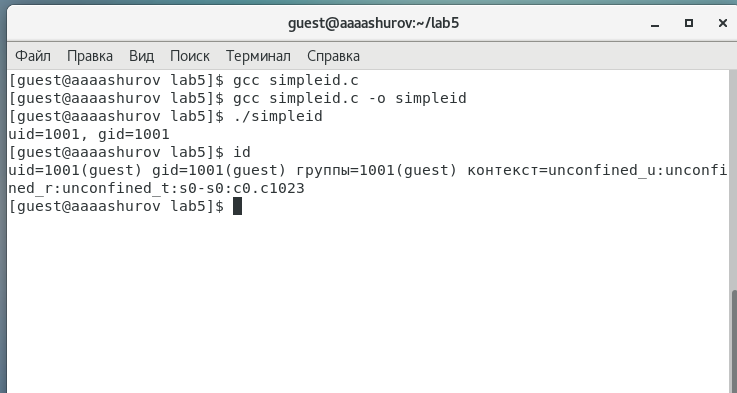 guest@aaaashurov:~/lab5
Файл Правка Вид Поиск Терминал Справка
[guest@aaaashurov lab5]$ gcc simpleid.c
[guest@aaaashurov lab5]$ gcc simpleid.c -o simpleid
[guest@aaaashurov lab5]$ ./simpleid
uid=1001, gid=1001
[guest@aaaashurov lab5]$ id
uid=1001(guest) gid=1001(guest) группы=1001(guest) контекст=unconfined_u:unconfi
ned_r:unconfined_t:s0-s0:c0.c1023
[guest@aaaashurov lab5]$